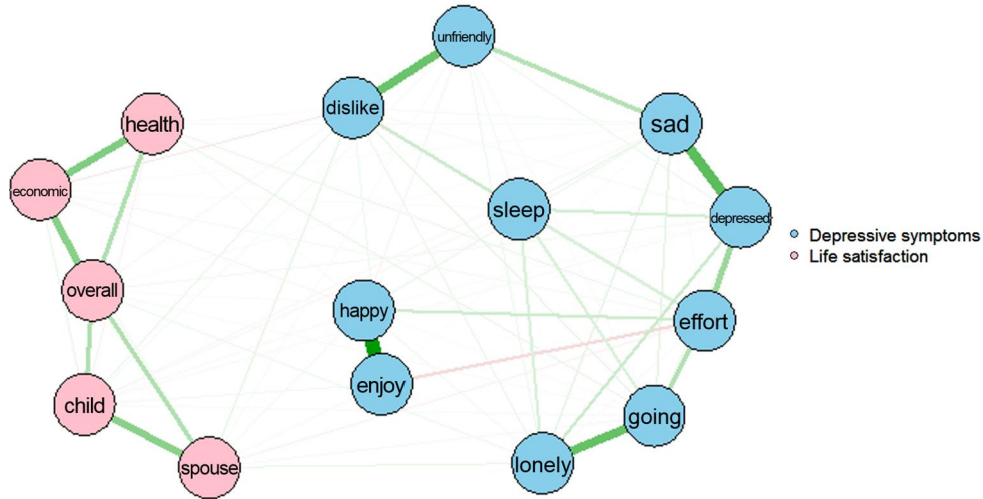 unfriendly
dislike
health
sad
economic
sleep
depressed
Depressive symptoms
Life satisfaction
overall
happy
effort
enjoy
child
going
lonely
spouse